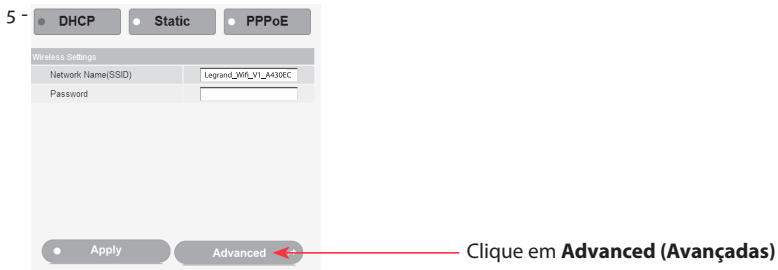 5 - DHCP Static PPPoE
Wireless Settings
Network Name(SSID) Legrand_Wifi_V1_A430EC
Password
Apply Advanced Clique em Advanced (Avançadas)